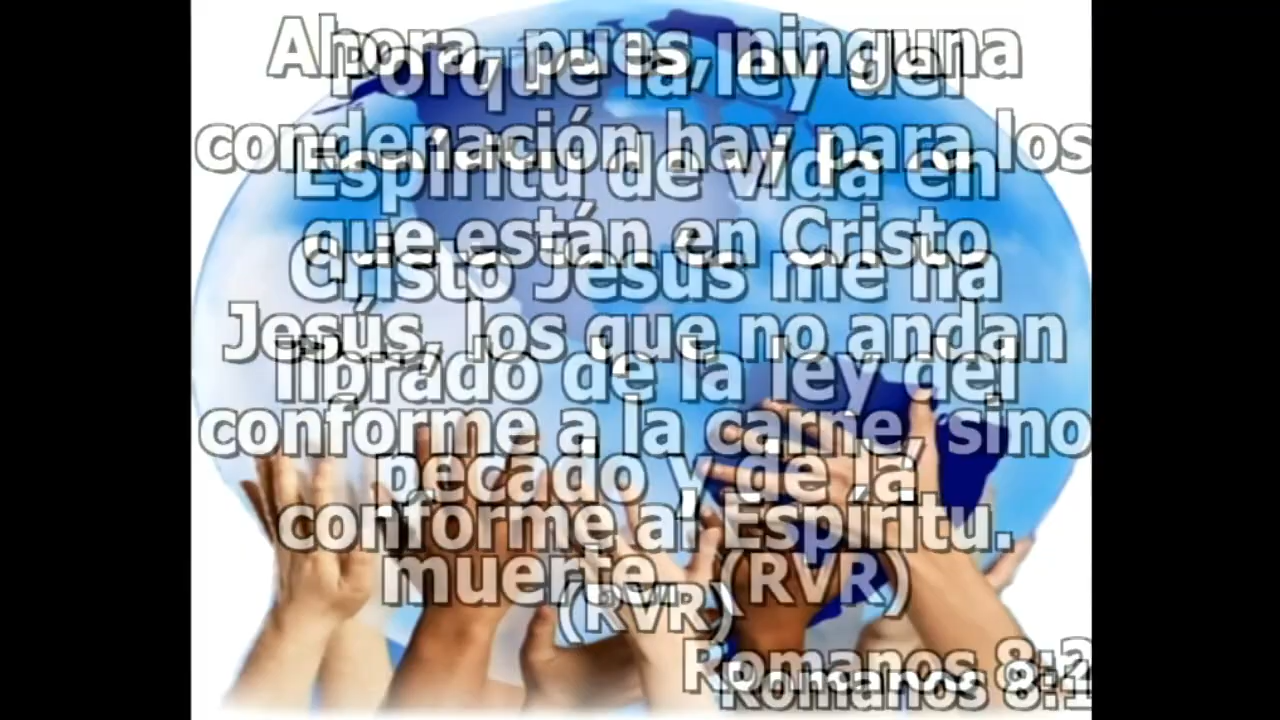 Ahora, pues, ninguna
condenación hay para los
que están en Cristo
Jesús, los que no andan
conforme a la carne, sino
conforme al Espíritu.
(RVR)
Romanos 8:1
Porque la ley del
Espíritu de vida en
Cristo Jesús me ha
librado de la ley del
pecado y de la
muerte. (RVR)
Romanos 8:2